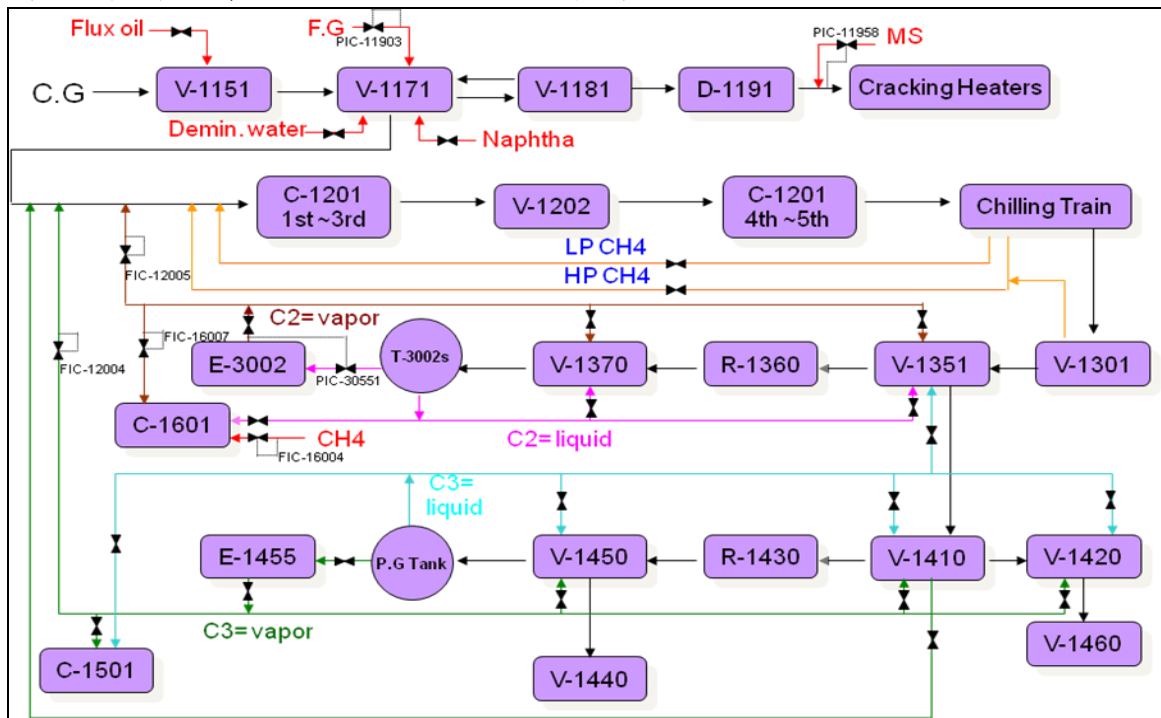 Flux oil
F.G
PIC-11903
PIC-11958
MS
C.G
V-1151
V-1171
V-1181
D-1191
Cracking Heaters
Demin. water
Naphtha
C-1201
1st ~3rd
V-1202
C-1201
4th ~5th
Chilling Train
LP CH4
HP CH4
FIC-12005
C2=vapor
FIC-16007
FIC-12004
E-3002
T-3002s
PIC-30551
V-1370
R-1360
V-1351
V-1301
C-1601
CH4
FIC-16004
C2=liquid
C3=
liquid
E-1455
P.G Tank
V-1450
R-1430
V-1410
V-1420
C3=vapor
C-1501
V-1440
V-1460